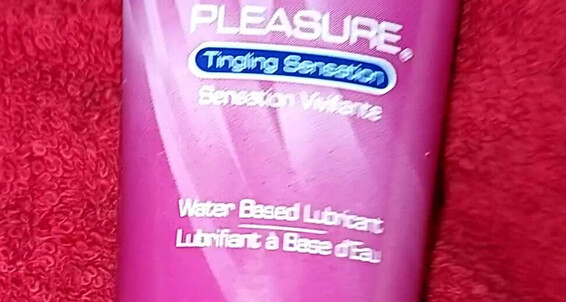 PLEASURE®
Tingling Sensation
Sensation Vivifiante
Water Based Lubricant
Lubrifiant à Base d'Eau